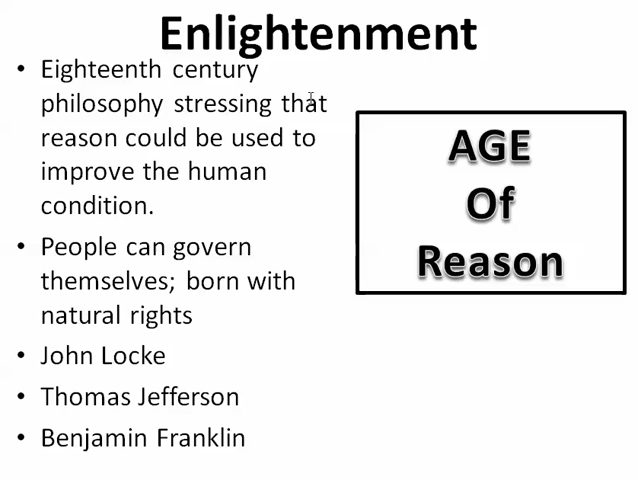 Enlightenment
• Eighteenth century
philosophy stressing that
reason could be used to
improve the human
condition.
• People can govern
themselves; born with
natural rights
• John Locke
• Thomas Jefferson
• Benjamin Franklin
AGE
Of
Reason